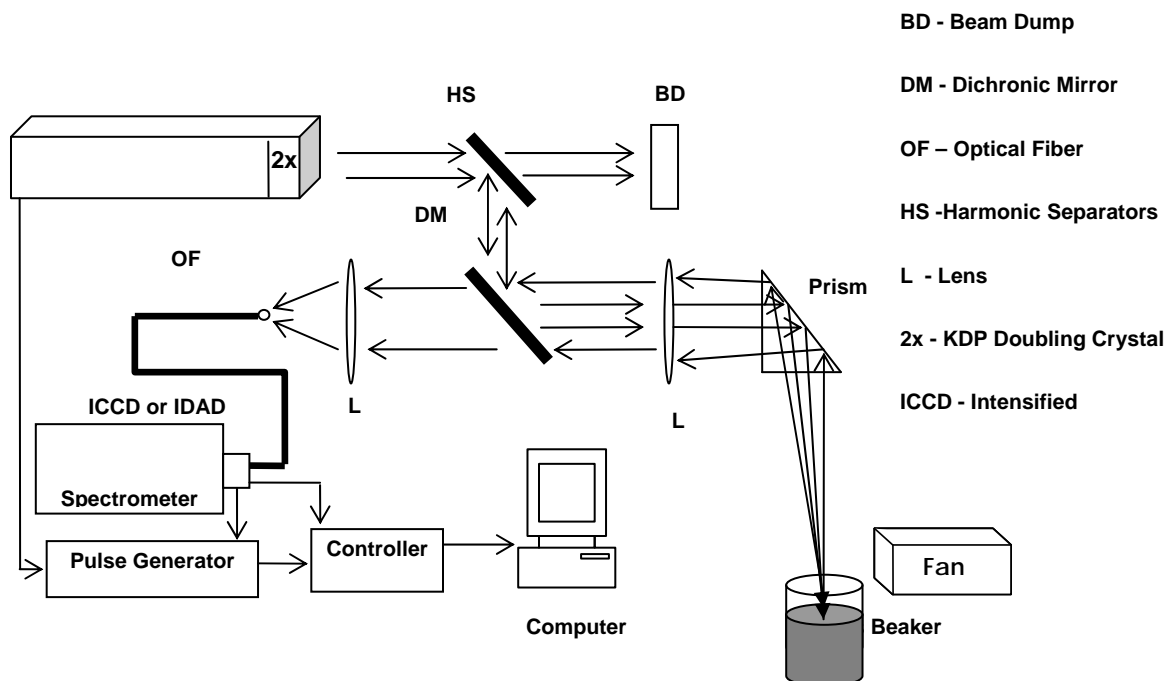 BD - Beam Dump
HS
BD
DM - Dichronic Mirror
2x
OF – Optical Fiber
DM
HS -Harmonic Separators
OF
Prism
L - Lens
2x - KDP Doubling Crystal
ICCD or IDAD
L
L
ICCD - Intensified
Spectrometer
Pulse Generator
Controller
Fan
Computer
Beaker